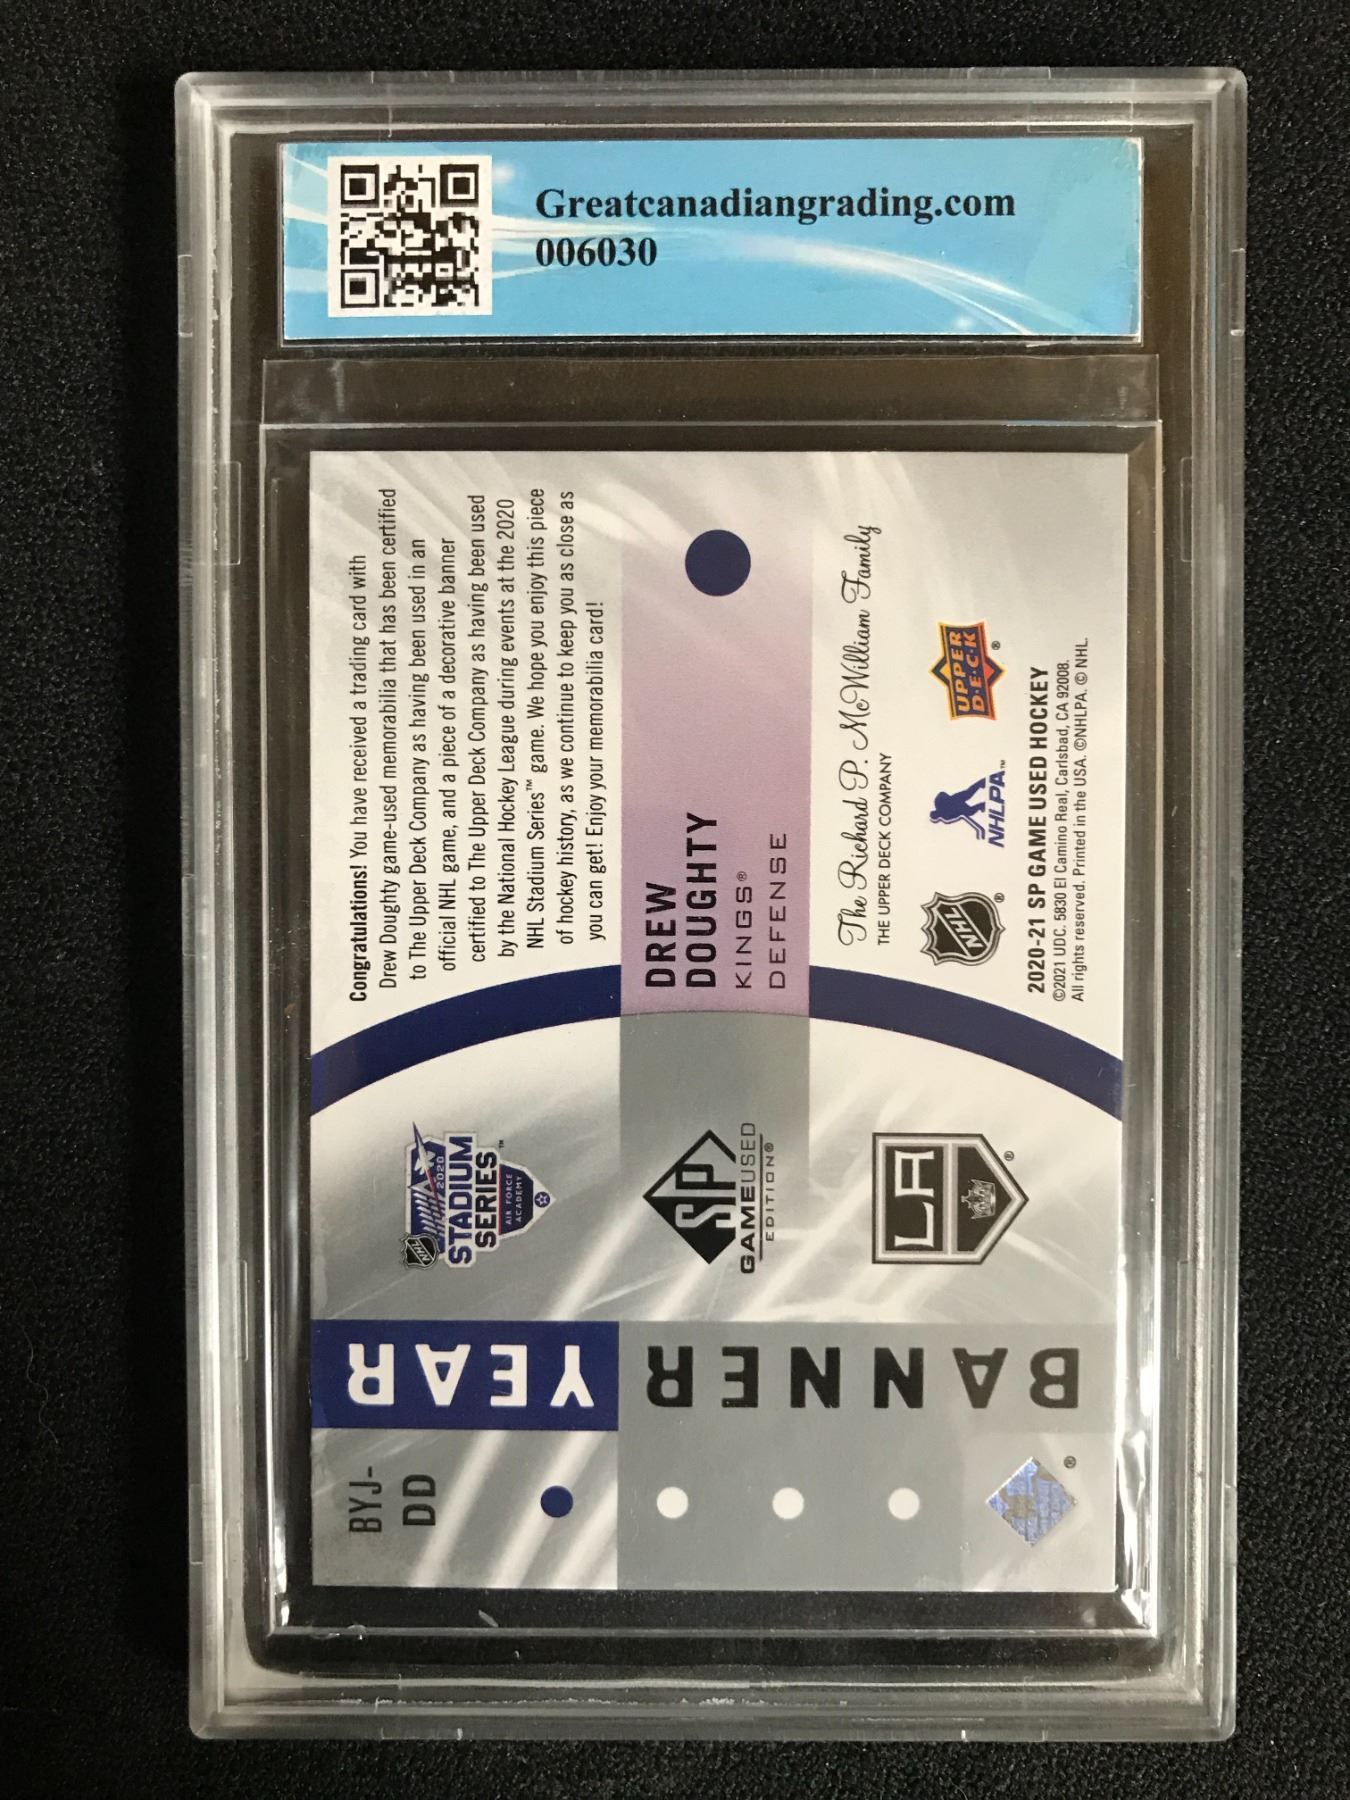 Greatcanadiangrading.com
006030
BYJ-
DD
BANNER
YEAR
NHL
2020
STADIUM
SERIES™
AIR FORCE
ACADEMY
SP
GAMEUSED
EDITION®
LA
®
Congratulations! You have received a trading card with
Drew Doughty game-used memorabilia that has been certified
to The Upper Deck Company as having been used in an
official NHL game, and a piece of a decorative banner
certified to The Upper Deck Company as having been used
by the National Hockey League during events at the 2020
NHL Stadium Series™ game. We hope you enjoy this piece
of hockey history, as we continue to keep you as close as
you can get! Enjoy your memorabilia card!
DREW
DOUGHTY
KINGS®
DEFENSE
The Richard P. McWilliam Family
THE UPPER DECK COMPANY
NHL ®
NHLPA™
UPPER
D.E.C.K ®
2020-21 SP GAME USED HOCKEY
©2021 UDC. 5830 El Camino Real, Carlsbad, CA 92008.
All rights reserved. Printed in the USA. ©NHLPA. © NHL.
®